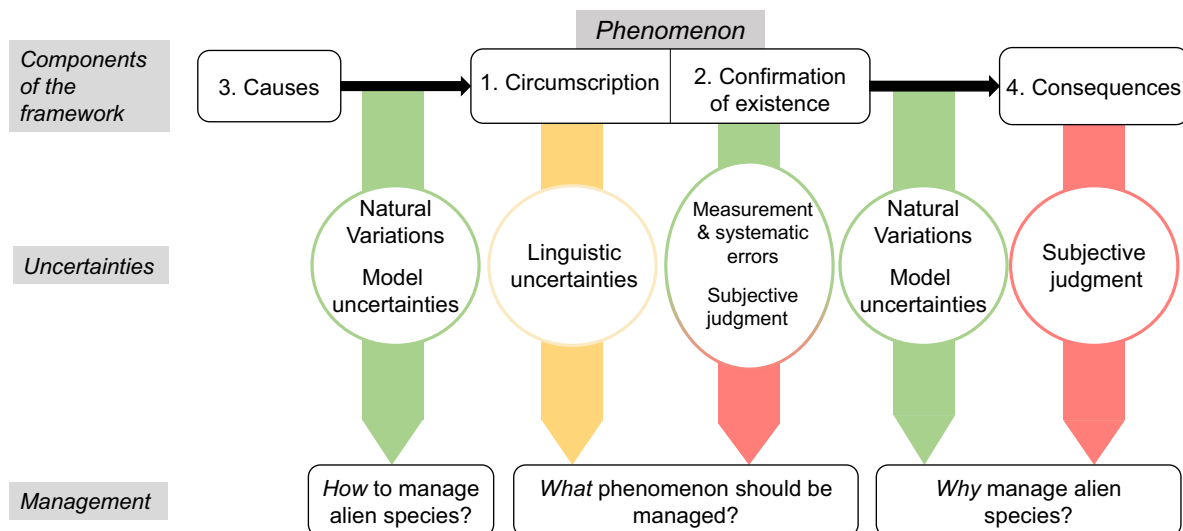 Phenomenon
Components
of the
framework
3. Causes
1. Circumscription
2. Confirmation
of existence
4. Consequences
Uncertainties
Natural
Variations
Model
uncertainties
Linguistic
uncertainties
Measurement
& systematic
errors
Subjective
judgment
Natural
Variations
Model
uncertainties
Subjective
judgment
Management
How to manage
alien species?
What phenomenon should be
managed?
Why manage alien
species?